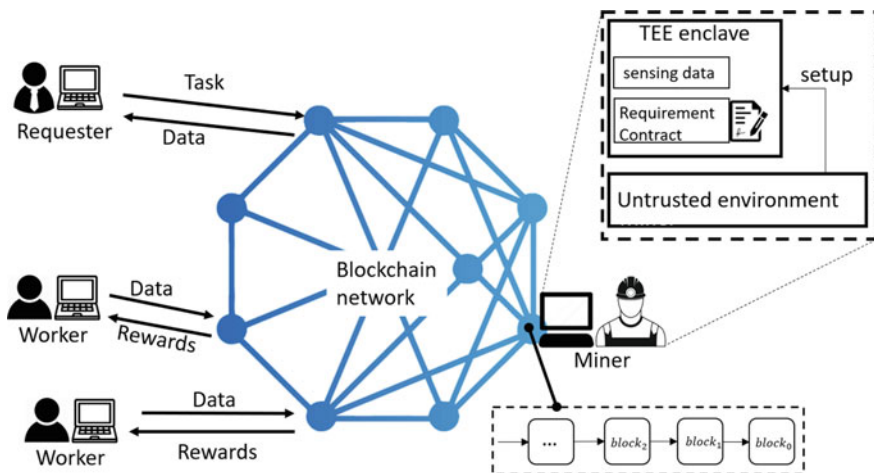 TEE enclave
sensing data
Requirement
Contract
setup
Untrusted environment
Task
Data
Requester
Blockchain
network
Data
Rewards
Worker
Miner
Data
Rewards
Worker
...
block₂
block₁
block₀